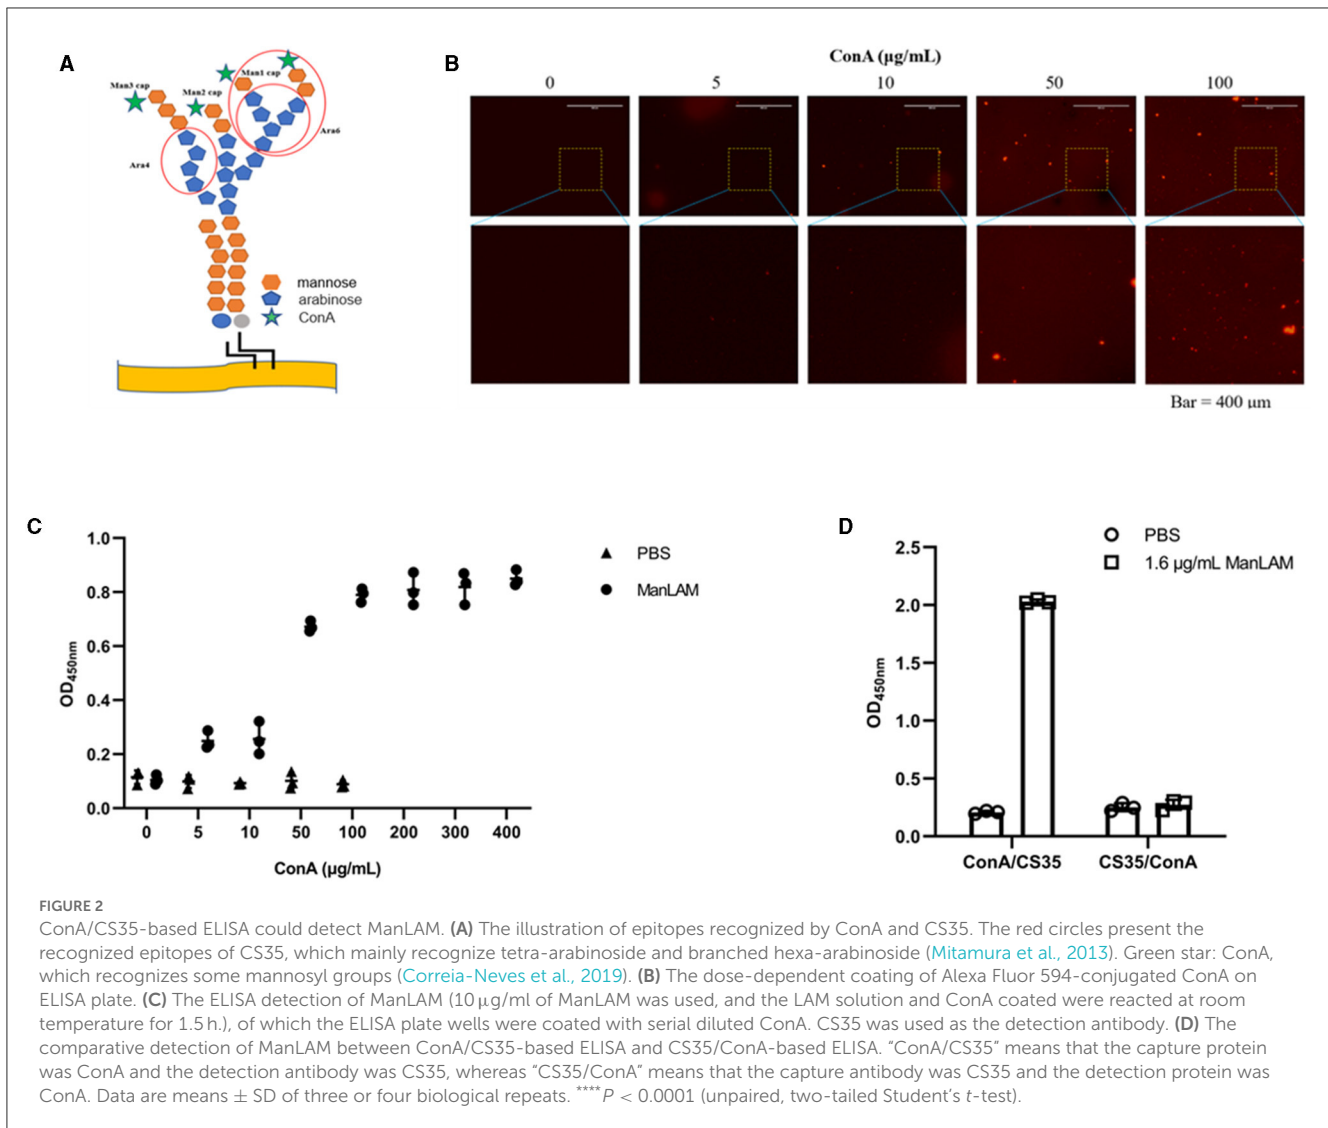 A
Man3 cap
Man2 cap
Man1 cap
Ara4
Ara6
mannose
arabinose
ConA
B
ConA (µg/mL)
0 5 10 50 100
Bar = 400 µm
C
1.0
0.8
0.6
0.4
0.2
0.0
OD450nm
0 5 10 50 100 200 300 400
ConA (µg/mL)
PBS
ManLAM
D
PBS
1.6 µg/mL ManLAM
2.5
2.0
1.5
1.0
0.5
0.0
OD450nm
ConA/CS35 CS35/ConA
FIGURE 2
ConA/CS35-based ELISA could detect ManLAM. (A) The illustration of epitopes recognized by ConA and CS35. The red circles present the
recognized epitopes of CS35, which mainly recognize tetra-arabinoside and branched hexa-arabinoside (Mitamura et al., 2013). Green star: ConA,
which recognizes some mannosyl groups (Correia-Neves et al., 2019). (B) The dose-dependent coating of Alexa Fluor 594-conjugated ConA on
ELISA plate. (C) The ELISA detection of ManLAM (10 µg/ml of ManLAM was used, and the LAM solution and ConA coated were reacted at room
temperature for 1.5 h.), of which the ELISA plate wells were coated with serial diluted ConA. CS35 was used as the detection antibody. (D) The
comparative detection of ManLAM between ConA/CS35-based ELISA and CS35/ConA-based ELISA. "ConA/CS35" means that the capture protein
was ConA and the detection antibody was CS35, whereas "CS35/ConA" means that the capture antibody was CS35 and the detection protein was
ConA. Data are means ± SD of three or four biological repeats. ****P < 0.0001 (unpaired, two-tailed Student's t-test).